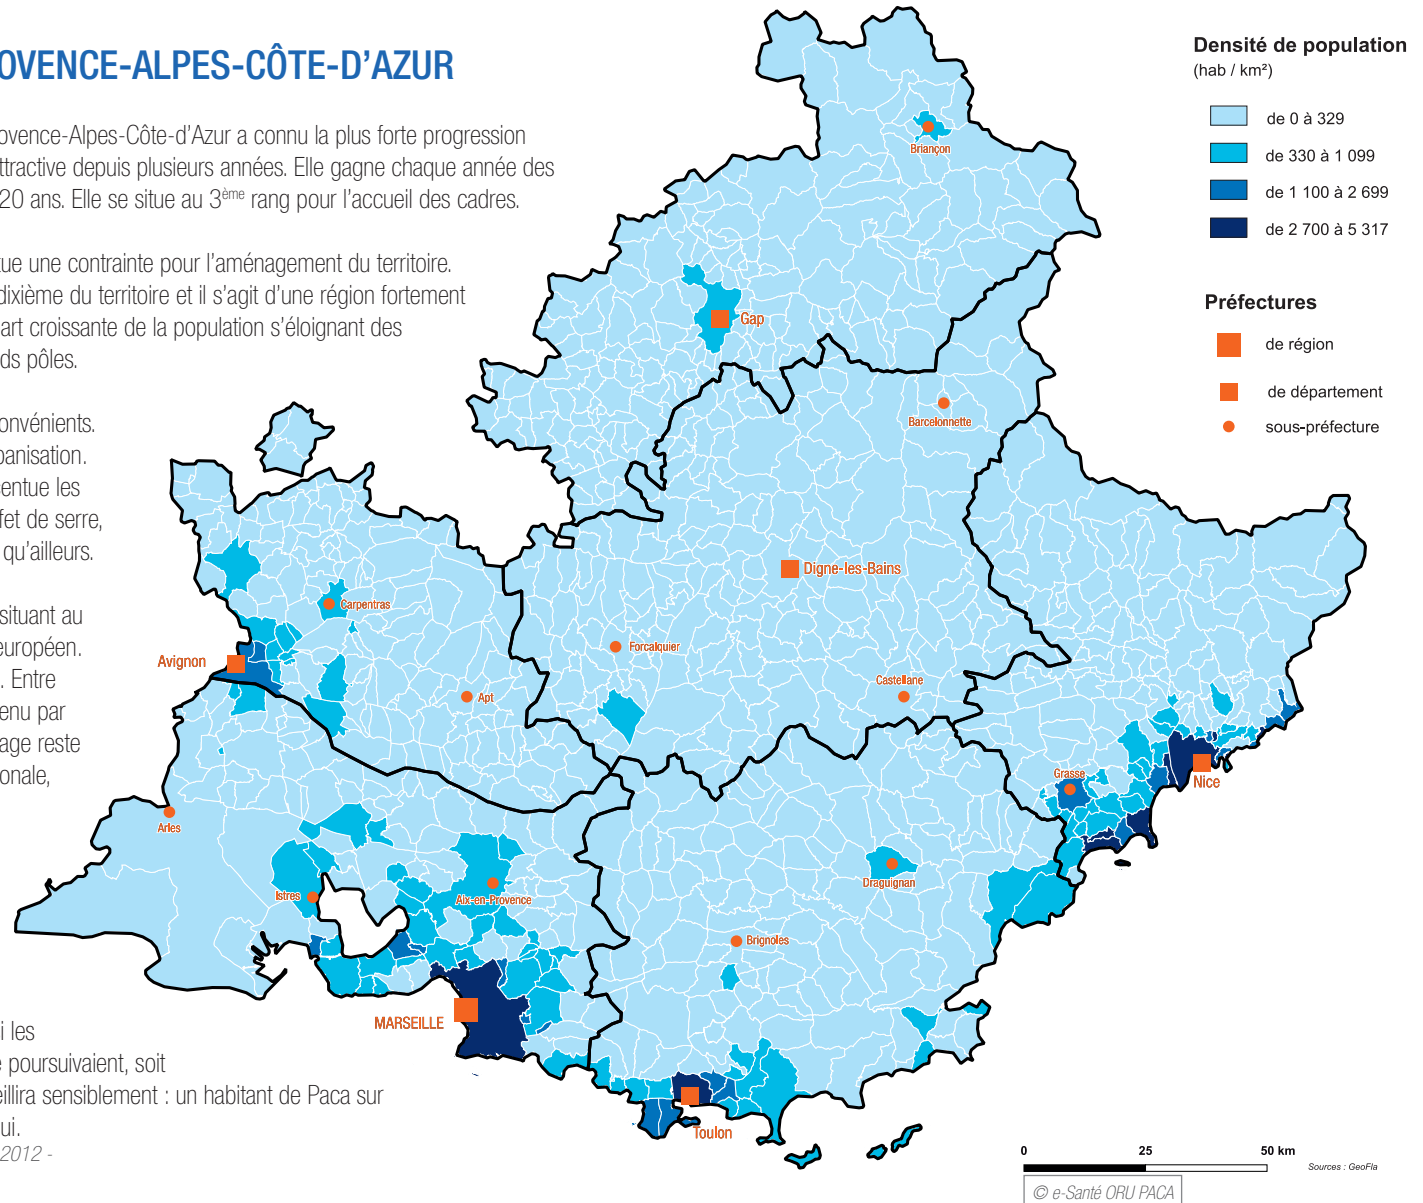 OVENCE-ALPES-CÔTE-D'AZUR
ovence-Alpes-Côte-d'Azur a connu la plus forte progression
ttractive depuis plusieurs années. Elle gagne chaque année des
20 ans. Elle se situe au 3ème rang pour l'accueil des cadres.
tue une contrainte pour l'aménagement du territoire.
dixième du territoire et il s'agit d'une région fortement
art croissante de la population s'éloignant des
ds pôles.
convénients.
banisation.
entue les
fet de serre,
qu'ailleurs.
situant au
européen.
. Entre
enu par
age reste
onale,
i les
e poursuivaient, soit
eillira sensiblement : un habitant de Paca sur
ui.
2012 -
Densité de population
(hab / km²)
de 0 à 329
de 330 à 1 099
de 1 100 à 2 699
de 2 700 à 5 317
Préfectures
de région
de département
sous-préfecture
Briançon
Gap
Barcelonnette
Digne-les-Bains
Carpentras
Forcalquier
Avignon
Apt
Castellane
Grasse
Nice
Arles
Istres
Aix-en-Provence
Draguignan
Brignoles
MARSEILLE
Toulon
0 25 50 km
Sources : GeoFla
© e-Santé ORU PACA